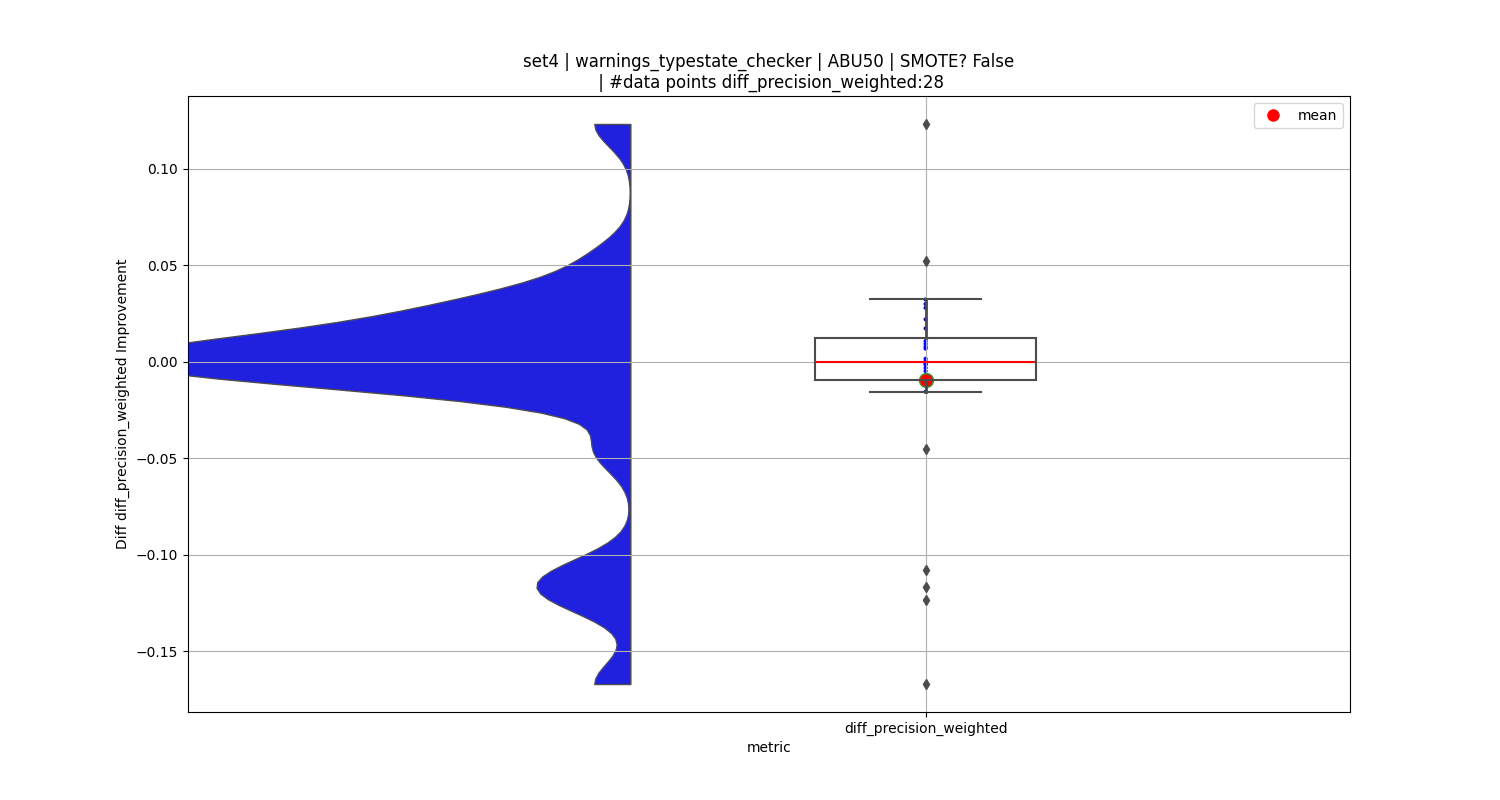 set4 | warnings_typestate_checker | ABU50 | SMOTE? False
| #data points diff_precision_weighted:28
mean
0.10
0.05
0.00
−0.05
−0.10
−0.15
Diff diff_precision_weighted Improvement
diff_precision_weighted
metric